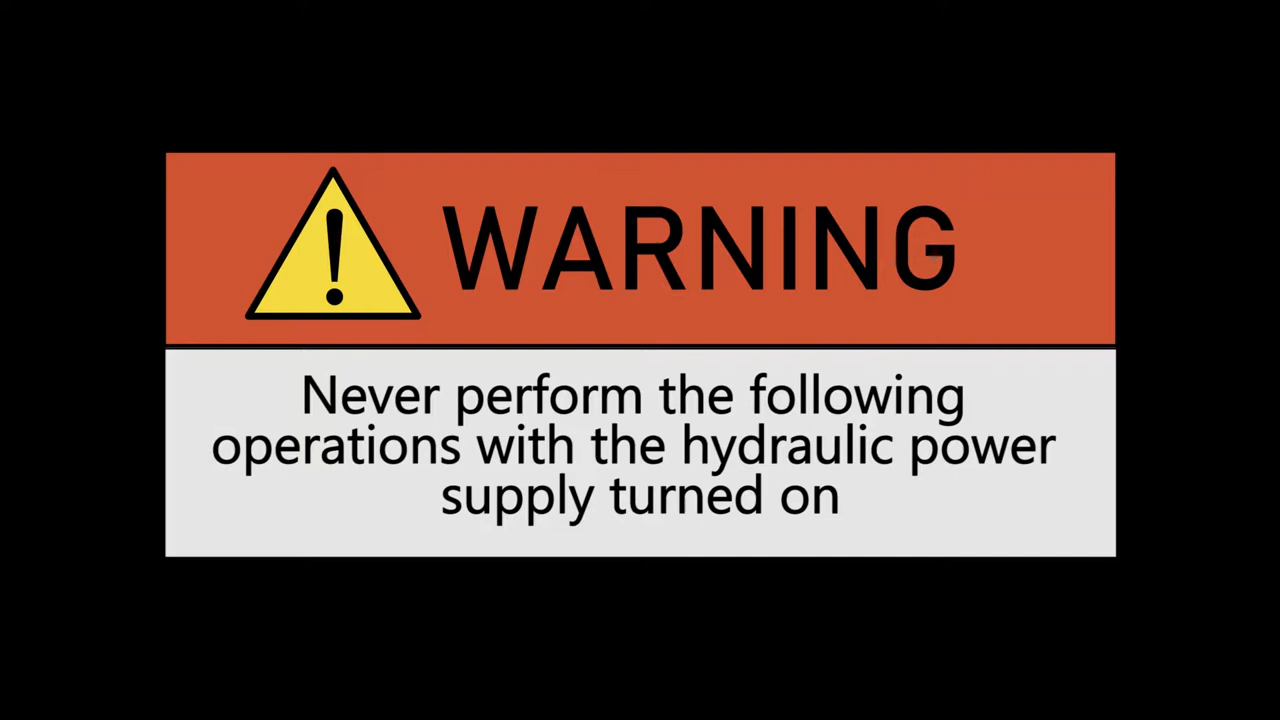 WARNING
Never perform the following
operations with the hydraulic power
supply turned on